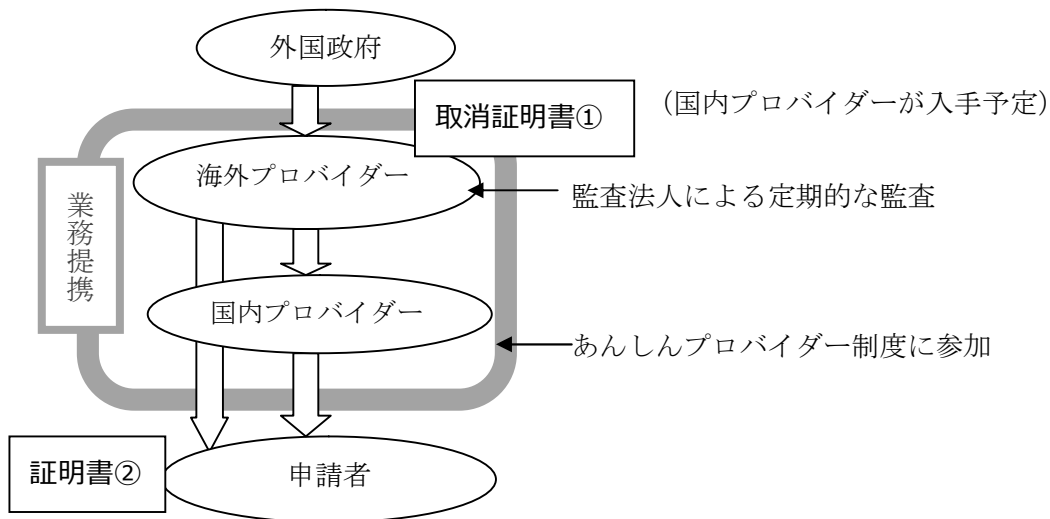 外国政府
取消証明書①
（国内プロバイダーが入手予定）
海外プロバイダー
監査法人による定期的な監査
業務提携
国内プロバイダー
あんしんプロバイダー制度に参加
証明書②
申請者